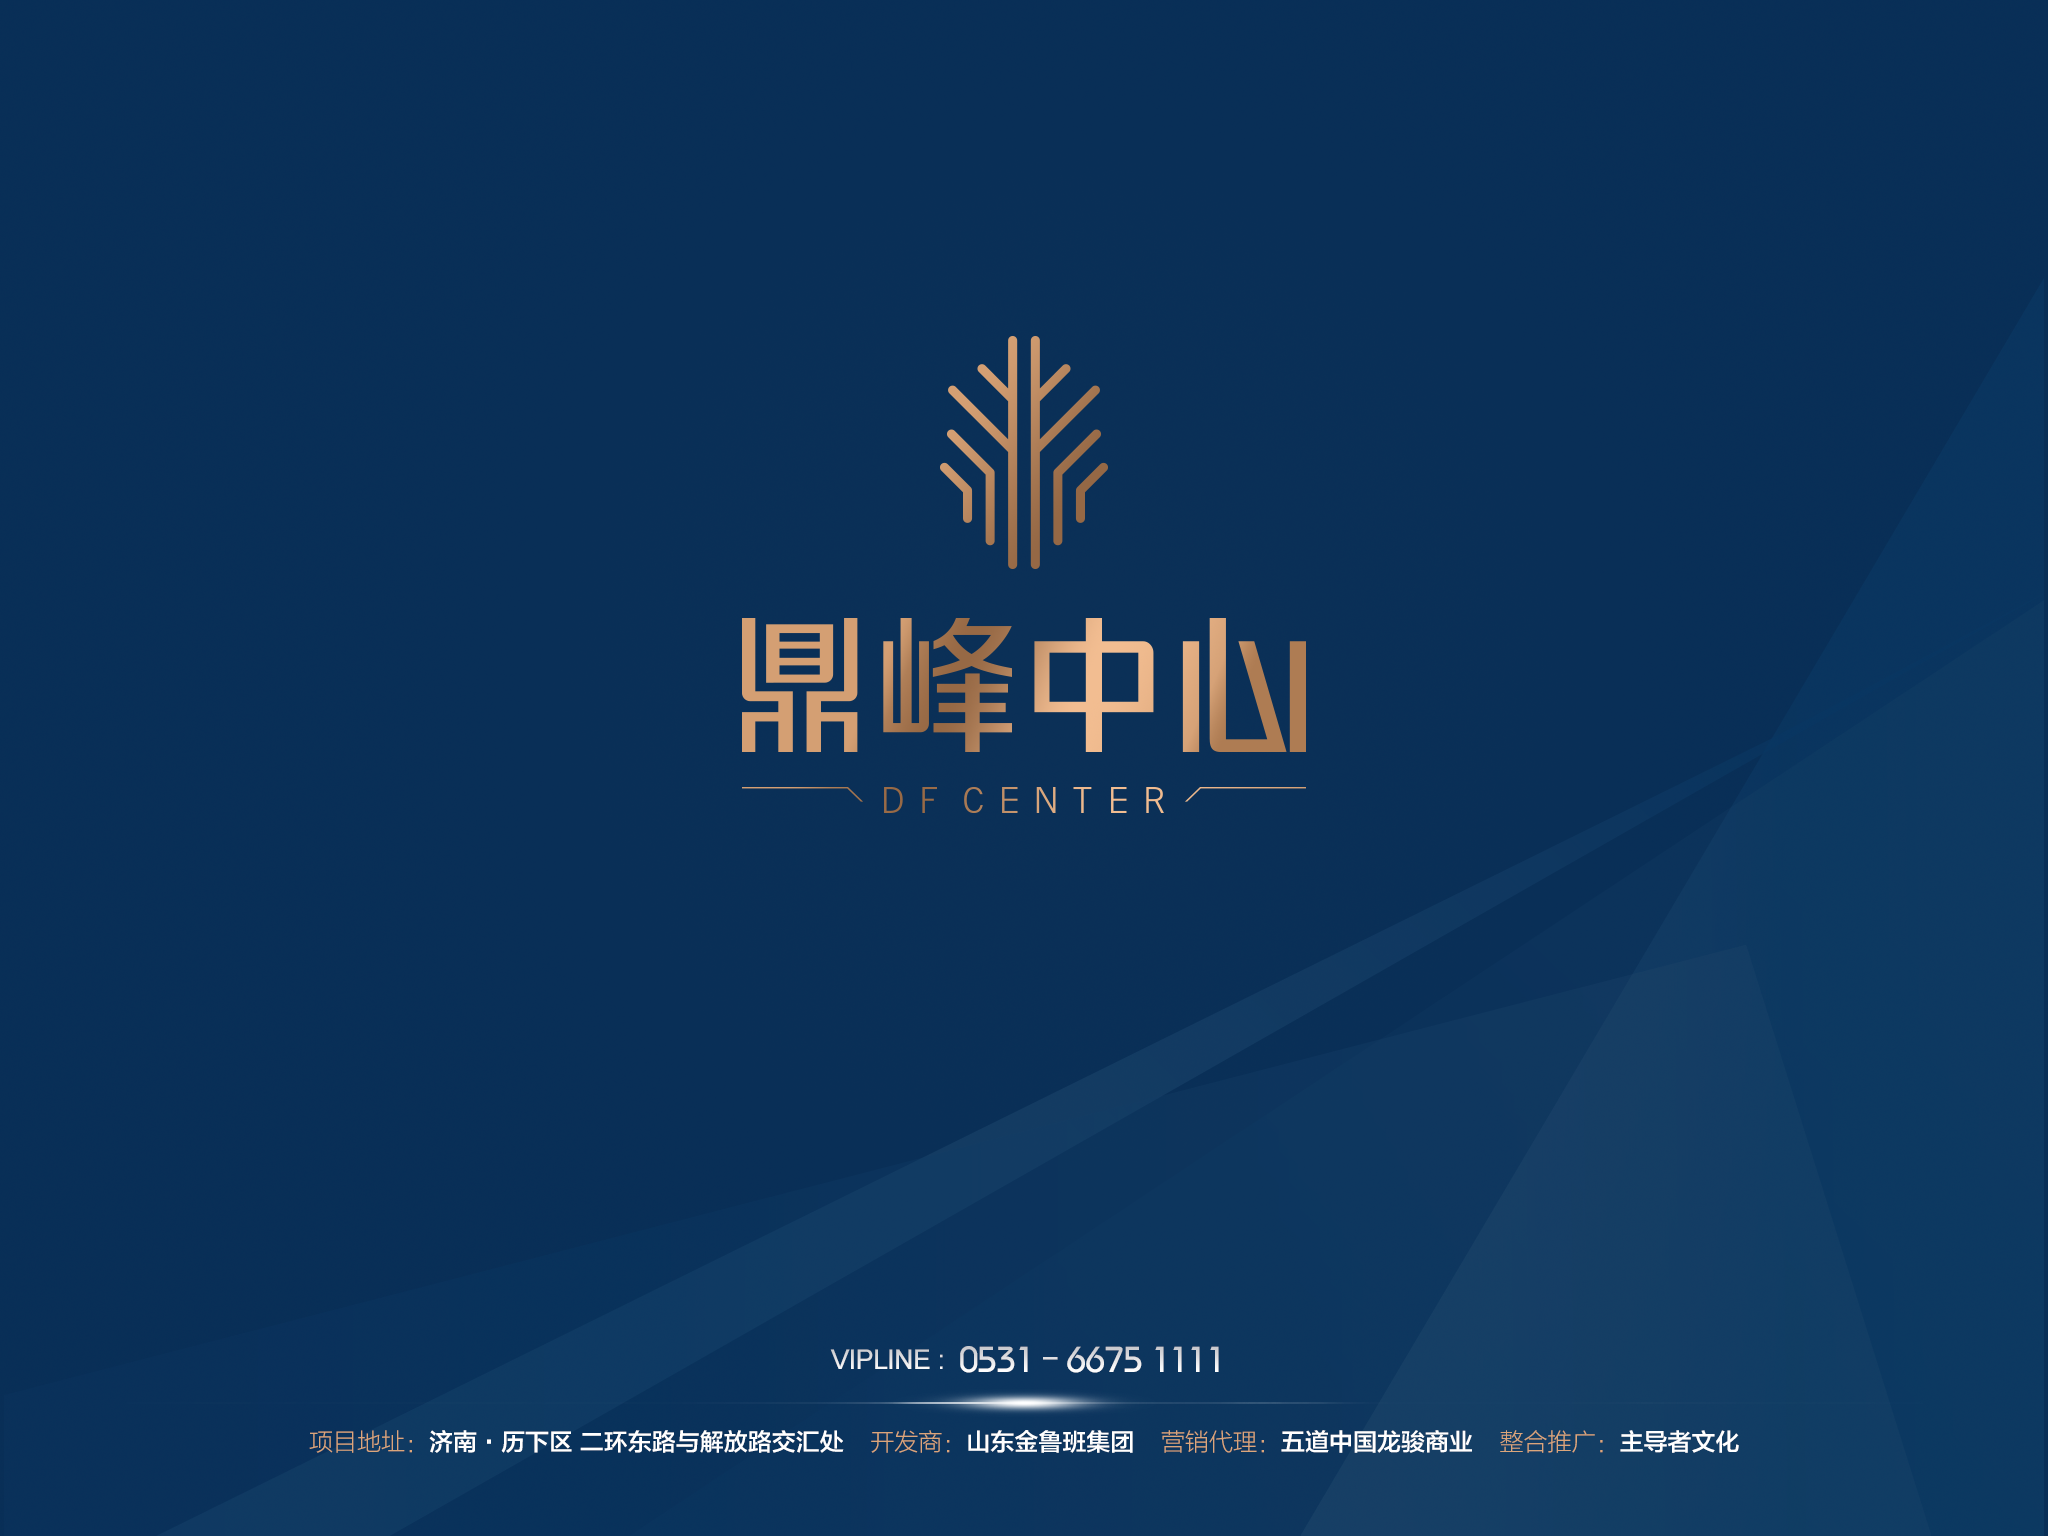 鼎峰中心
DF CENTER
VIPLINE : 0531 - 6675 1111
项目地址：济南·历下区 二环东路与解放路交汇处 开发商：山东金鲁班集团 营销代理：五道中国龙骏商业 整合推广：主导者文化